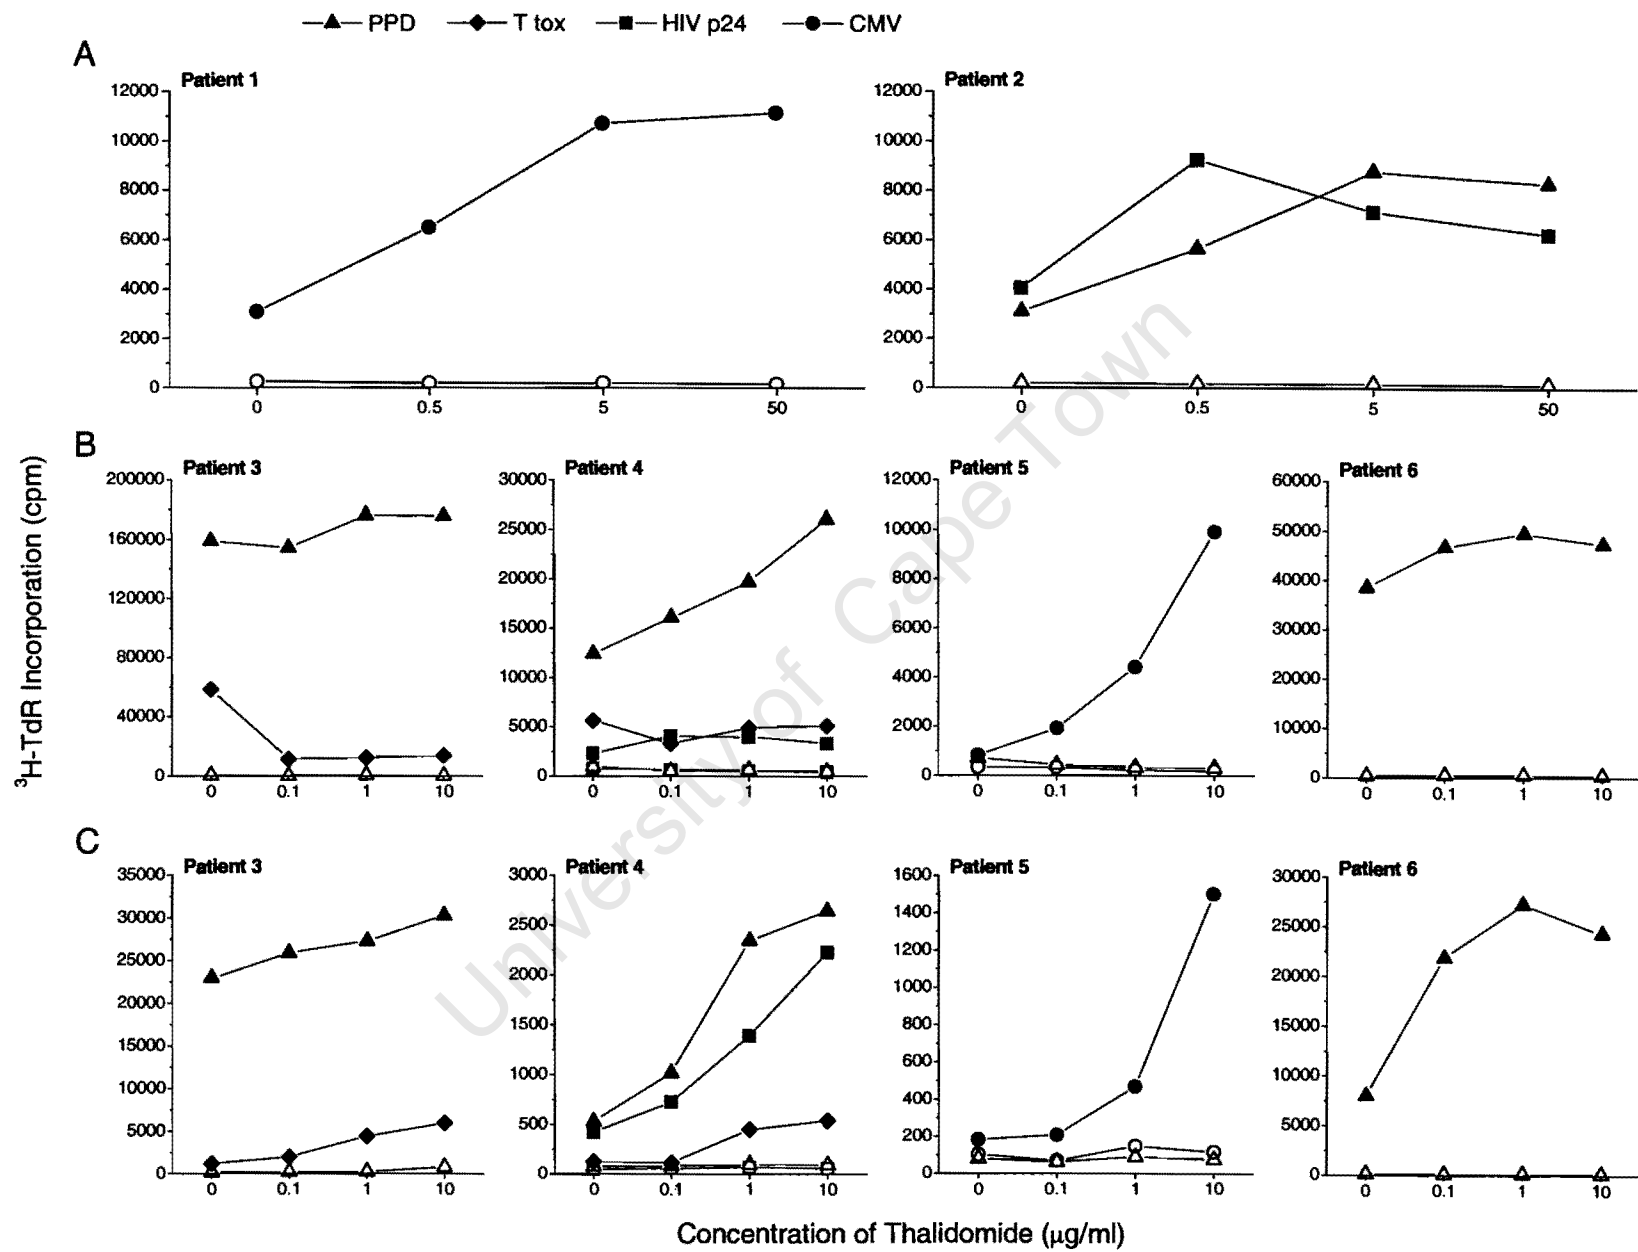 PPD T tox HIV p24 CMV
A
Patient 1 Patient 2
12000 12000
10000 10000
8000 8000
6000 6000
4000 4000
2000 2000
0 0
0 0.5 5 50 0 0.5 5 50
B
Patient 3 Patient 4 Patient 5 Patient 6
200000 30000 12000 60000
160000 25000 10000 50000
120000 20000 8000 40000
80000 15000 6000 30000
40000 10000 4000 20000
0 5000 2000 10000
0 0 0
0 0.1 1 10 0 0.1 1 10 0 0.1 1 10 0 0.1 1 10
³H-TdR Incorporation (cpm)
C
Patient 3 Patient 4 Patient 5 Patient 6
35000 3000 1600 30000
30000 2500 1400 25000
25000 2000 1200 20000
20000 1500 1000 15000
15000 1000 800 10000
10000 500 600 5000
5000 0 400 0
0 200
0
0 0.1 1 10 0 0.1 1 10 0 0.1 1 10 0 0.1 1 10
Concentration of Thalidomide (μg/ml)
University of Cape Town